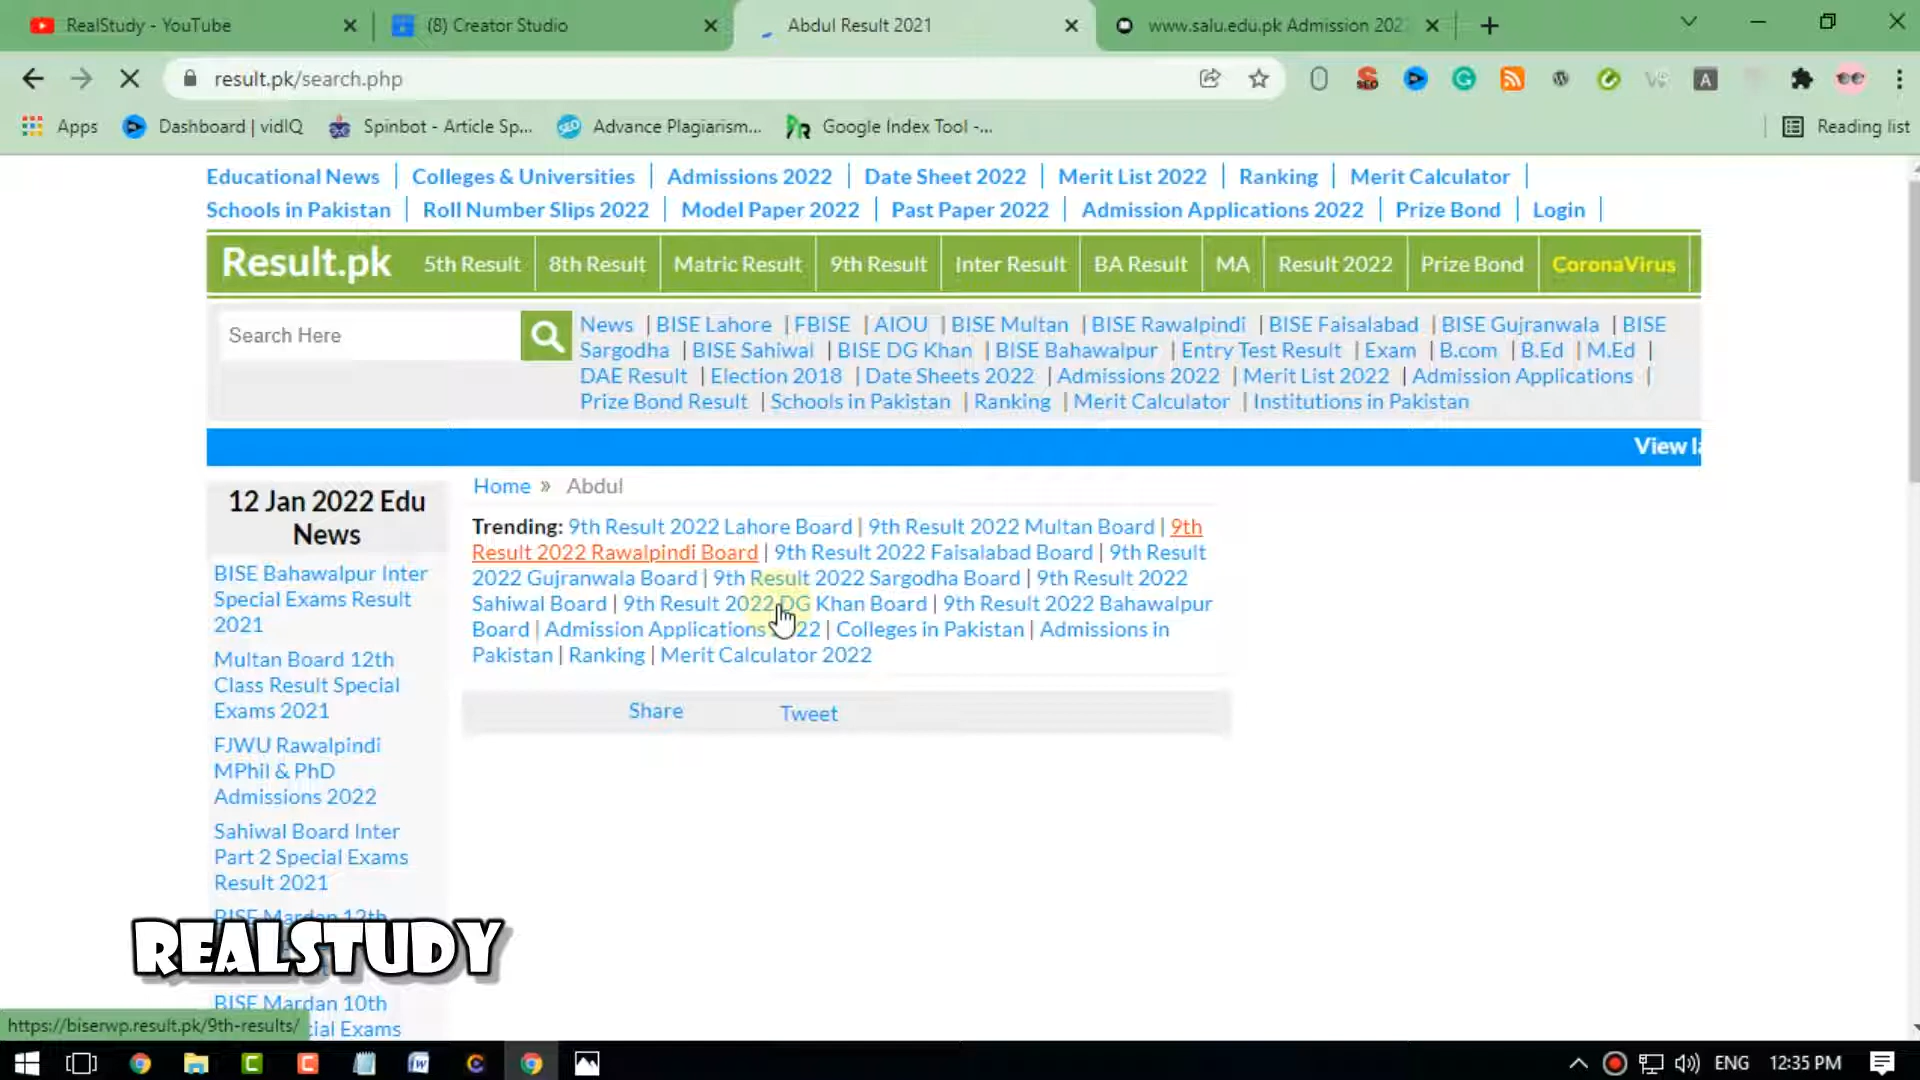 RealStudy - YouTube
(8) Creator Studio
Abdul Result 2021
www.salu.edu.pk Admission 202
result.pk/search.php
Apps
Dashboard | vidIQ
Spinbot - Article Sp...
Advance Plagiarism...
Google Index Tool -...
Reading list
Educational News
Colleges & Universities
Admissions 2022
Date Sheet 2022
Merit List 2022
Ranking
Merit Calculator
Schools in Pakistan
Roll Number Slips 2022
Model Paper 2022
Past Paper 2022
Admission Applications 2022
Prize Bond
Login
Result.pk
5th Result
8th Result
Matric Result
9th Result
Inter Result
BA Result
MA
Result 2022
Prize Bond
CoronaVirus
Search Here
News | BISE Lahore | FBISE | AIOU | BISE Multan | BISE Rawalpindi | BISE Faisalabad | BISE Gujranwala | BISE
Sargodha | BISE Sahiwal | BISE DG Khan | BISE Bahawalpur | Entry Test Result | Exam | B.com | B.Ed | M.Ed |
DAE Result | Election 2018 | Date Sheets 2022 | Admissions 2022 | Merit List 2022 | Admission Applications |
Prize Bond Result | Schools in Pakistan | Ranking | Merit Calculator | Institutions in Pakistan
View
Home » Abdul
12 Jan 2022 Edu
News
BISE Bahawalpur Inter
Special Exams Result
2021
Multan Board 12th
Class Result Special
Exams 2021
FJWU Rawalpindi
MPhil & PhD
Admissions 2022
Sahiwal Board Inter
Part 2 Special Exams
Result 2021
BISE Mardan 12th
BISE Mardan 10th
cial Exams
Trending: 9th Result 2022 Lahore Board | 9th Result 2022 Multan Board | 9th
Result 2022 Rawalpindi Board | 9th Result 2022 Faisalabad Board | 9th Result
2022 Gujranwala Board | 9th Result 2022 Sargodha Board | 9th Result 2022
Sahiwal Board | 9th Result 2022 DG Khan Board | 9th Result 2022 Bahawalpur
Board | Admission Applications 2022 | Colleges in Pakistan | Admissions in
Pakistan | Ranking | Merit Calculator 2022
Share
Tweet
REALSTUDY
https://biserwp.result.pk/9th-results/
ENG
12:35 PM